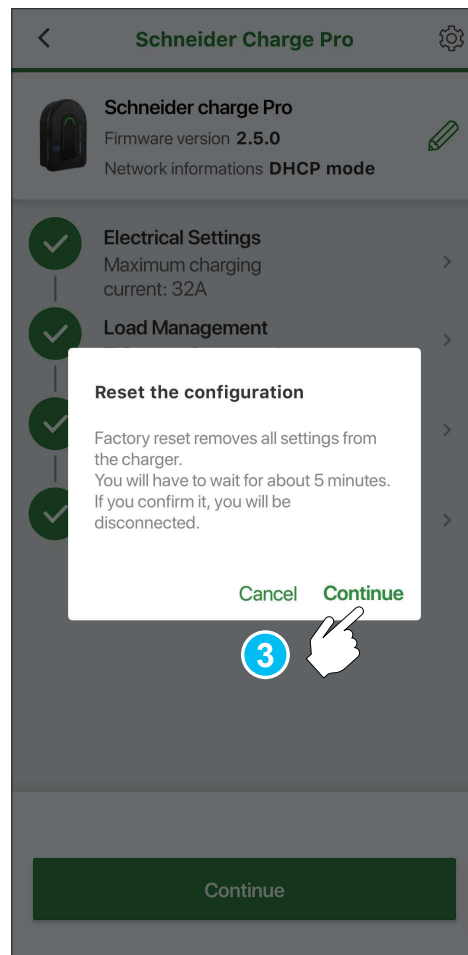 Schneider Charge Pro
Schneider charge Pro
Firmware version 2.5.0
Network informations DHCP mode
Electrical Settings
Maximum charging
current: 32A
Load Management
Reset the configuration
Factory reset removes all settings from
the charger.
You will have to wait for about 5 minutes.
If you confirm it, you will be
disconnected.
Cancel Continue
3
Continue